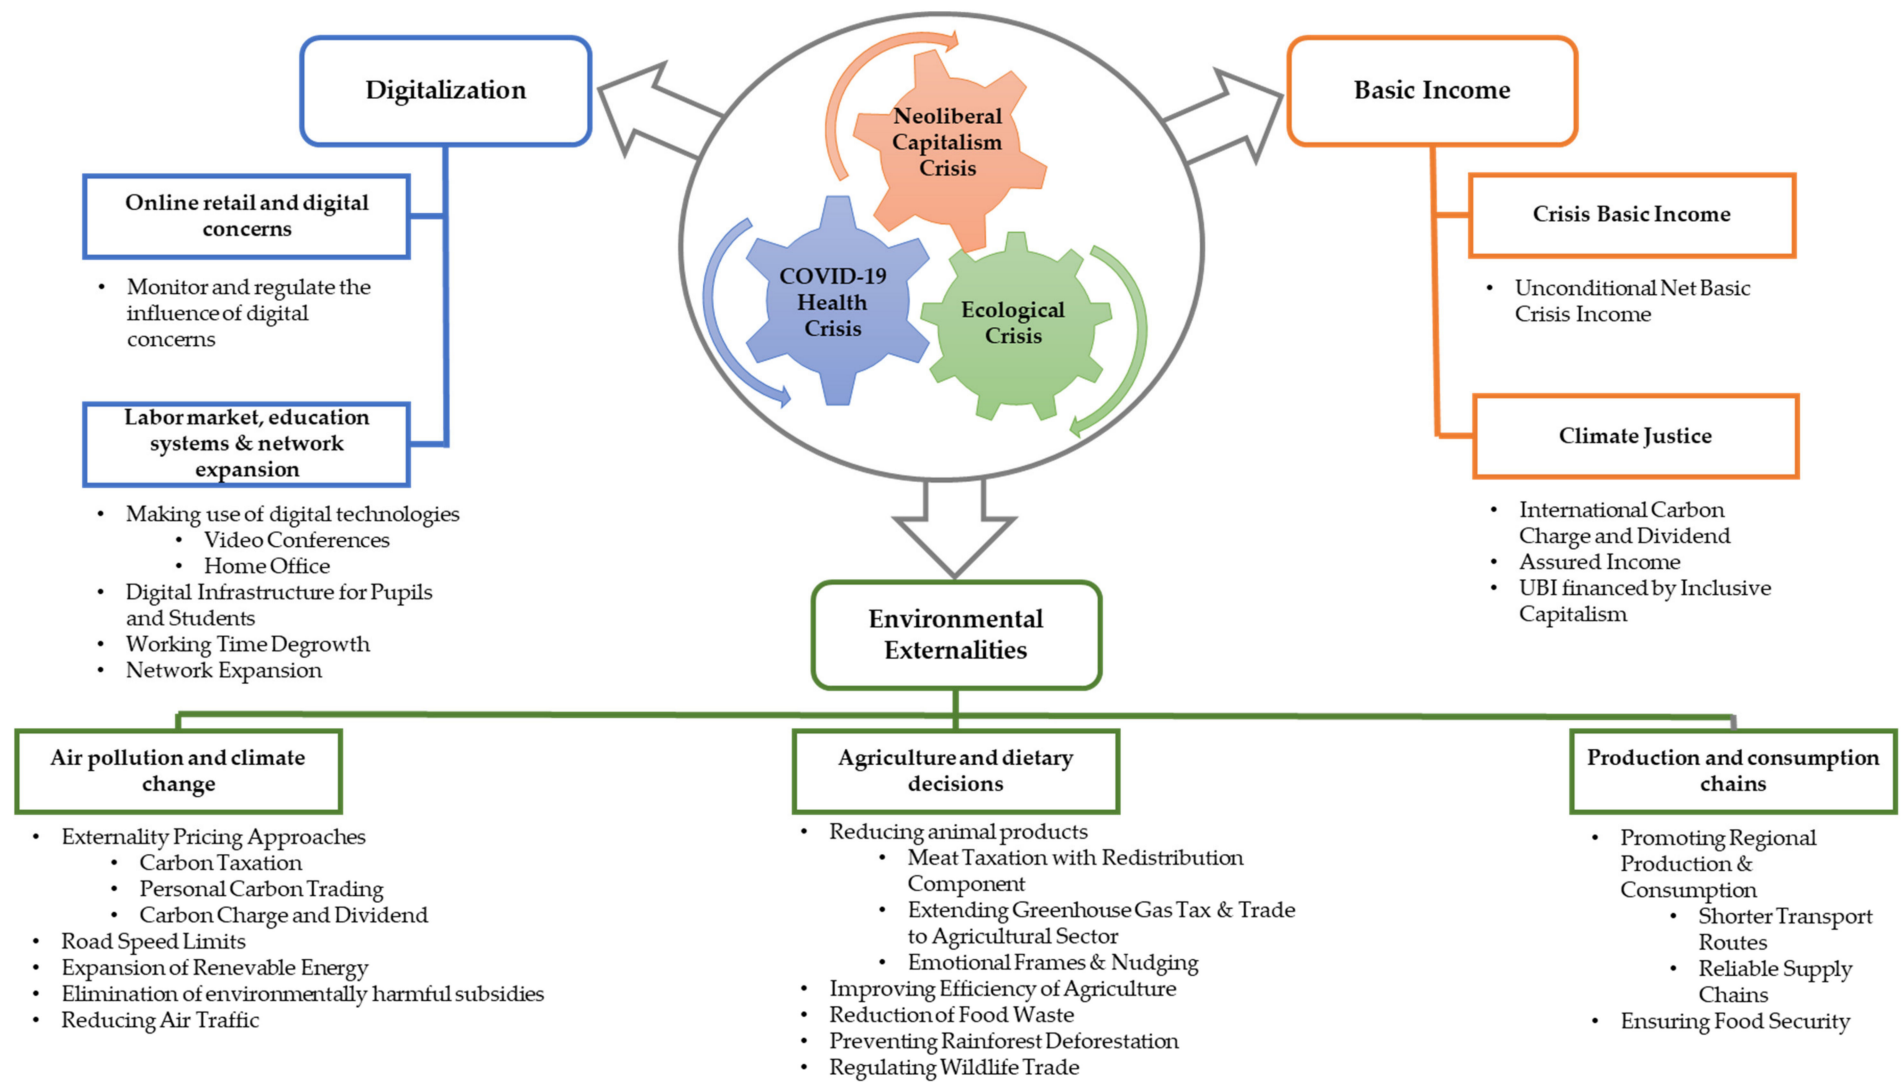 Digitalization
Online retail and digital
concerns
• Monitor and regulate the
influence of digital
concerns
Labor market, education
systems & network
expansion
• Making use of digital technologies
• Video Conferences
• Home Office
• Digital Infrastructure for Pupils
and Students
• Working Time Degrowth
• Network Expansion
Neoliberal
Capitalism
Crisis
COVID-19
Health
Crisis
Ecological
Crisis
Basic Income
Crisis Basic Income
• Unconditional Net Basic
Crisis Income
Climate Justice
• International Carbon
Charge and Dividend
• Assured Income
• UBI financed by Inclusive
Capitalism
Environmental
Externalities
Air pollution and climate
change
• Externality Pricing Approaches
• Carbon Taxation
• Personal Carbon Trading
• Carbon Charge and Dividend
• Road Speed Limits
• Expansion of Renevable Energy
• Elimination of environmentally harmful subsidies
• Reducing Air Traffic
Agriculture and dietary
decisions
• Reducing animal products
• Meat Taxation with Redistribution
Component
• Extending Greenhouse Gas Tax & Trade
to Agricultural Sector
• Emotional Frames & Nudging
• Improving Efficiency of Agriculture
• Reduction of Food Waste
• Preventing Rainforest Deforestation
• Regulating Wildlife Trade
Production and consumption
chains
• Promoting Regional
Production &
Consumption
• Shorter Transport
Routes
• Reliable Supply
Chains
• Ensuring Food Security